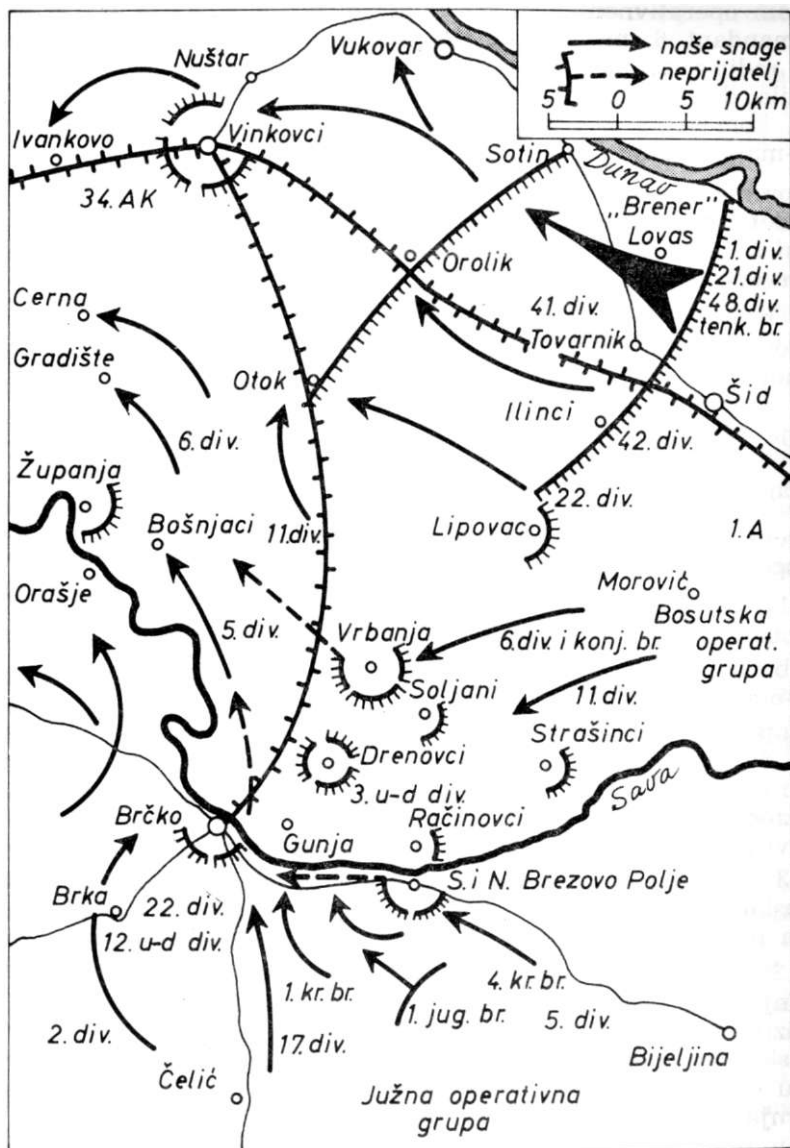 naše snage
neprijatelj
5 0 5 10km
Nuštar
Vukovar
Ivankovo
Vinkovci
34. AK
Sotin
Dunav
„Brener"
Lovas
1. div.
21. div.
48. div.
tenk. br.
Orolik
41. div.
Tovarnik
Cerna
Gradište
Otok
Šid
Ilinci
6. div.
42. div.
Županja
22. div.
Bošnjaci
11. div.
Lipovac
1. A
Orašje
Morović
Bosutska
operat.
grupa
5. div.
Vrbanja
6. div. i konj. br.
Soljani
11. div.
Drenovci
Strašinci
3. u-d div.
Sava
Brčko
Gunja
Račinovci
S. i N. Brezovo Polje
Brka
22. div.
12. u-d div.
1. kr. br.
4. kr. br.
1. jug. br.
5. div.
2. div.
17. div.
Bijeljina
Čelić
Južna operativna
grupa